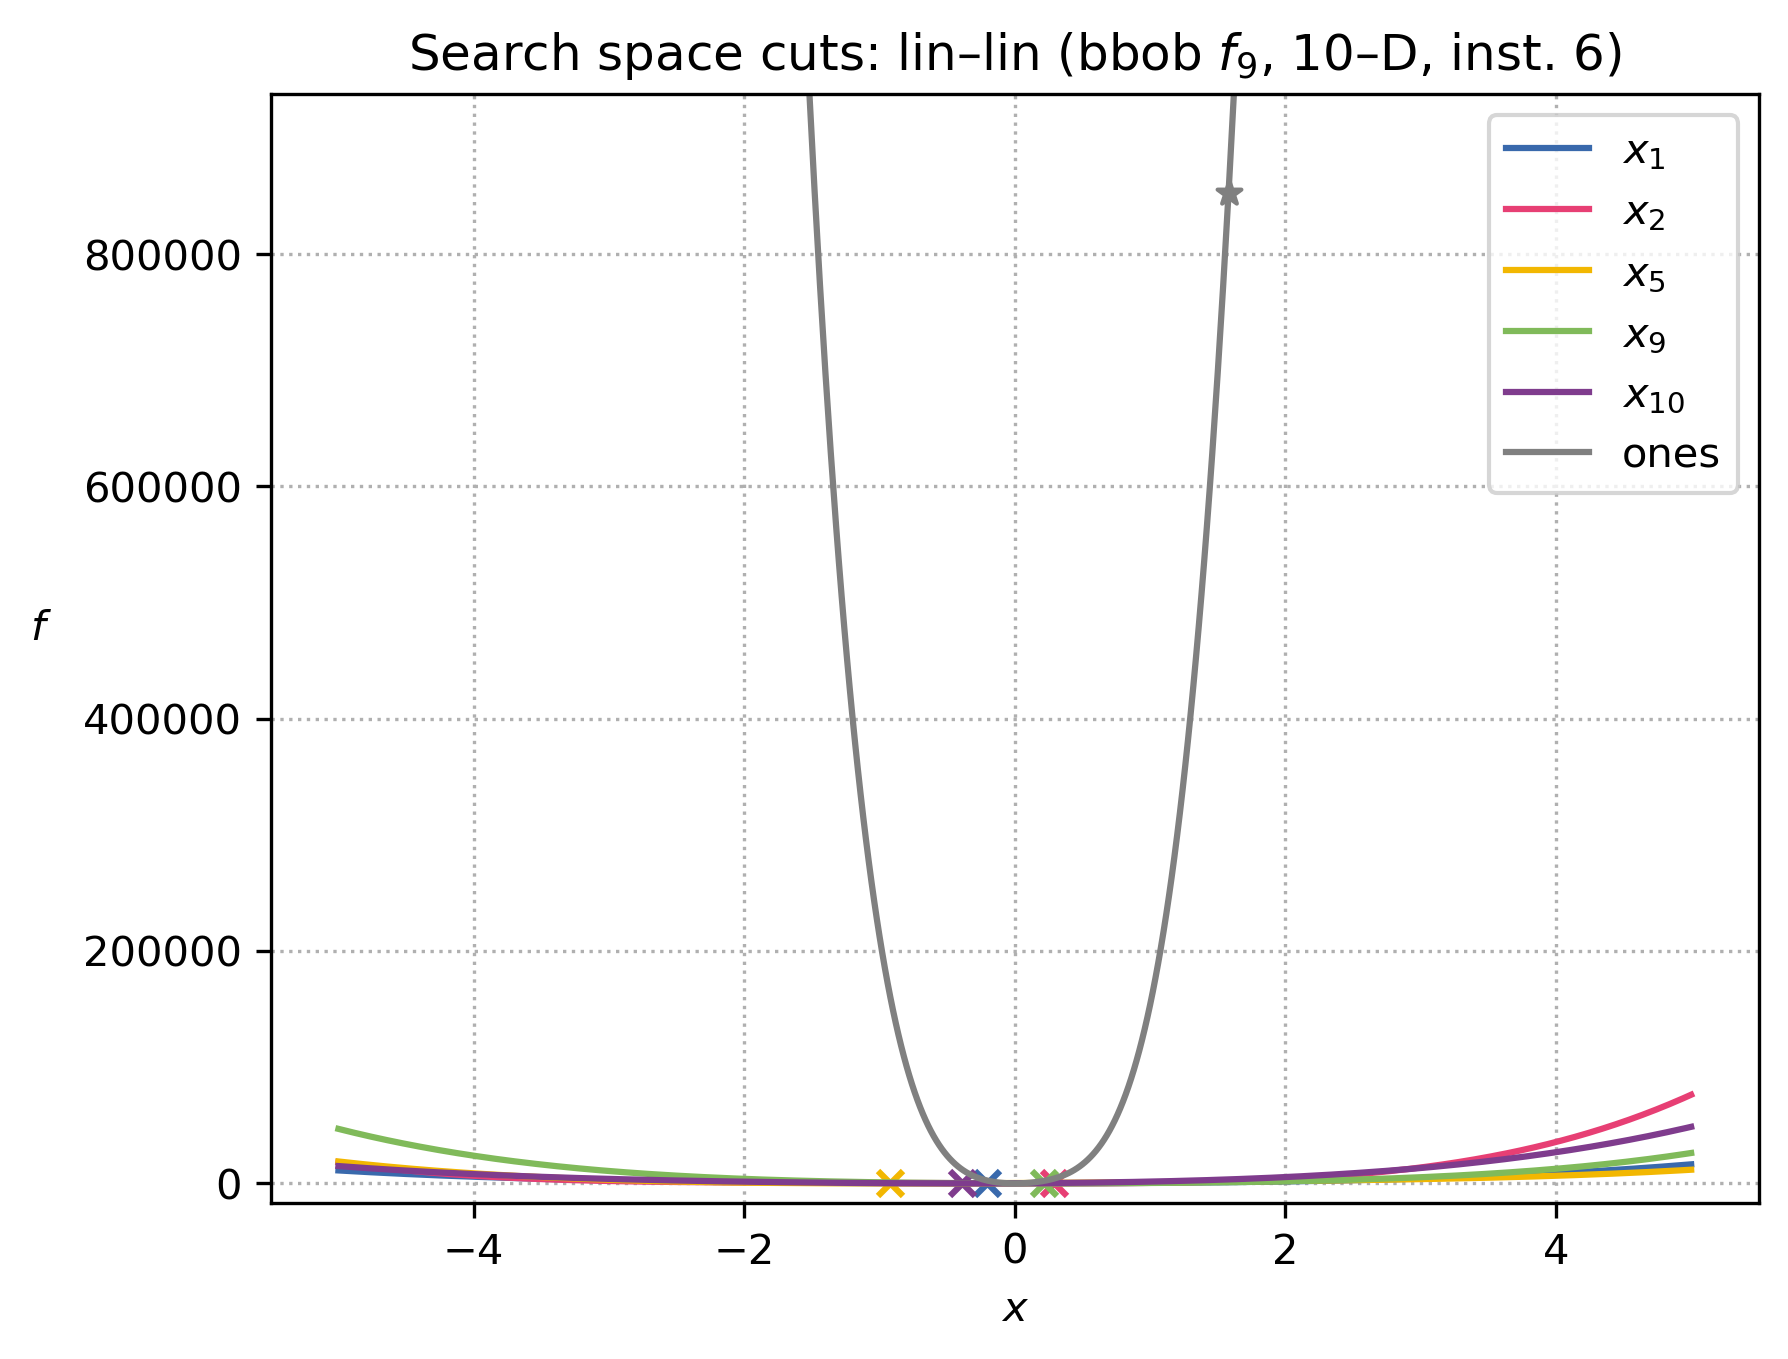 Search space cuts: lin–lin (bbob f₉, 10–D, inst. 6)
x₁
x₂
x₅
x₉
x₁₀
ones
800000
600000
400000
200000
0
f
−4 −2 0 2 4
x